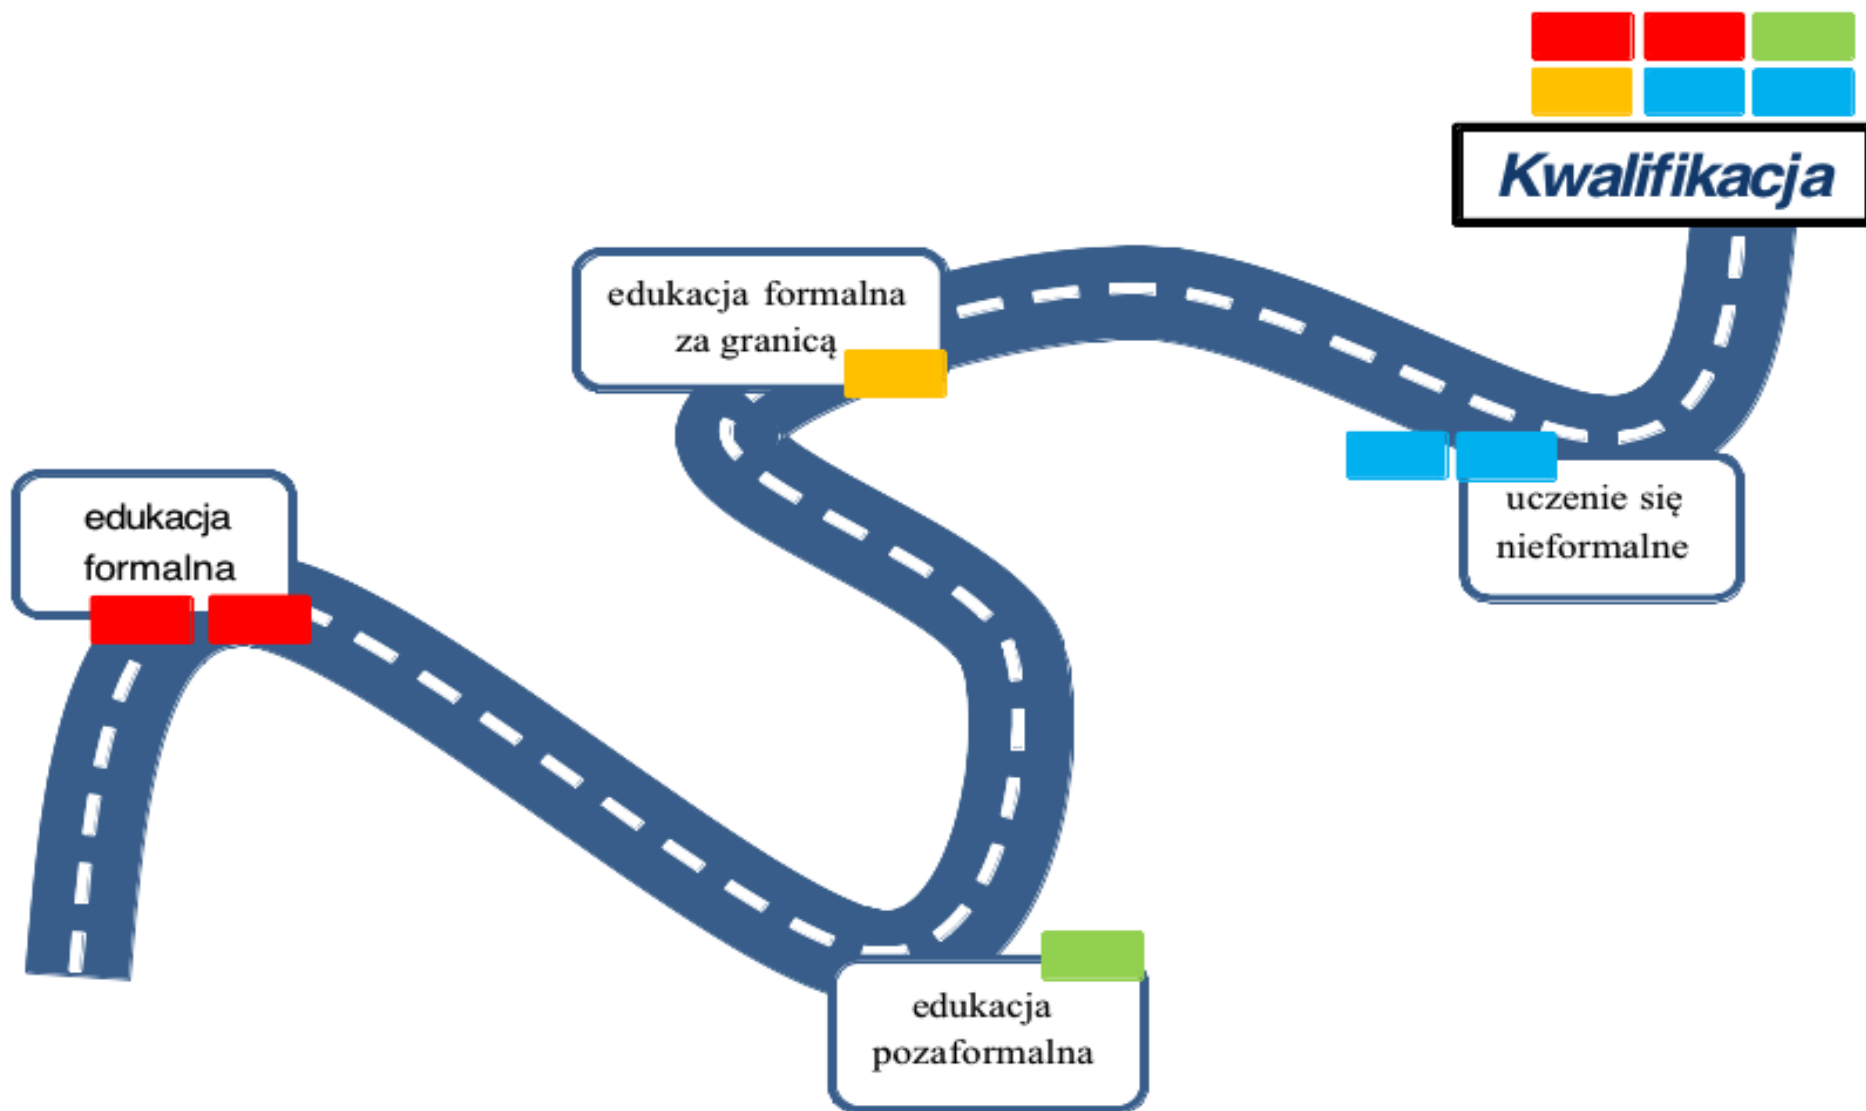 Kwalifikacja
edukacja formalna
za granicą
edukacja
formalna
uczenie się
nieformalne
edukacja
pozaformalna